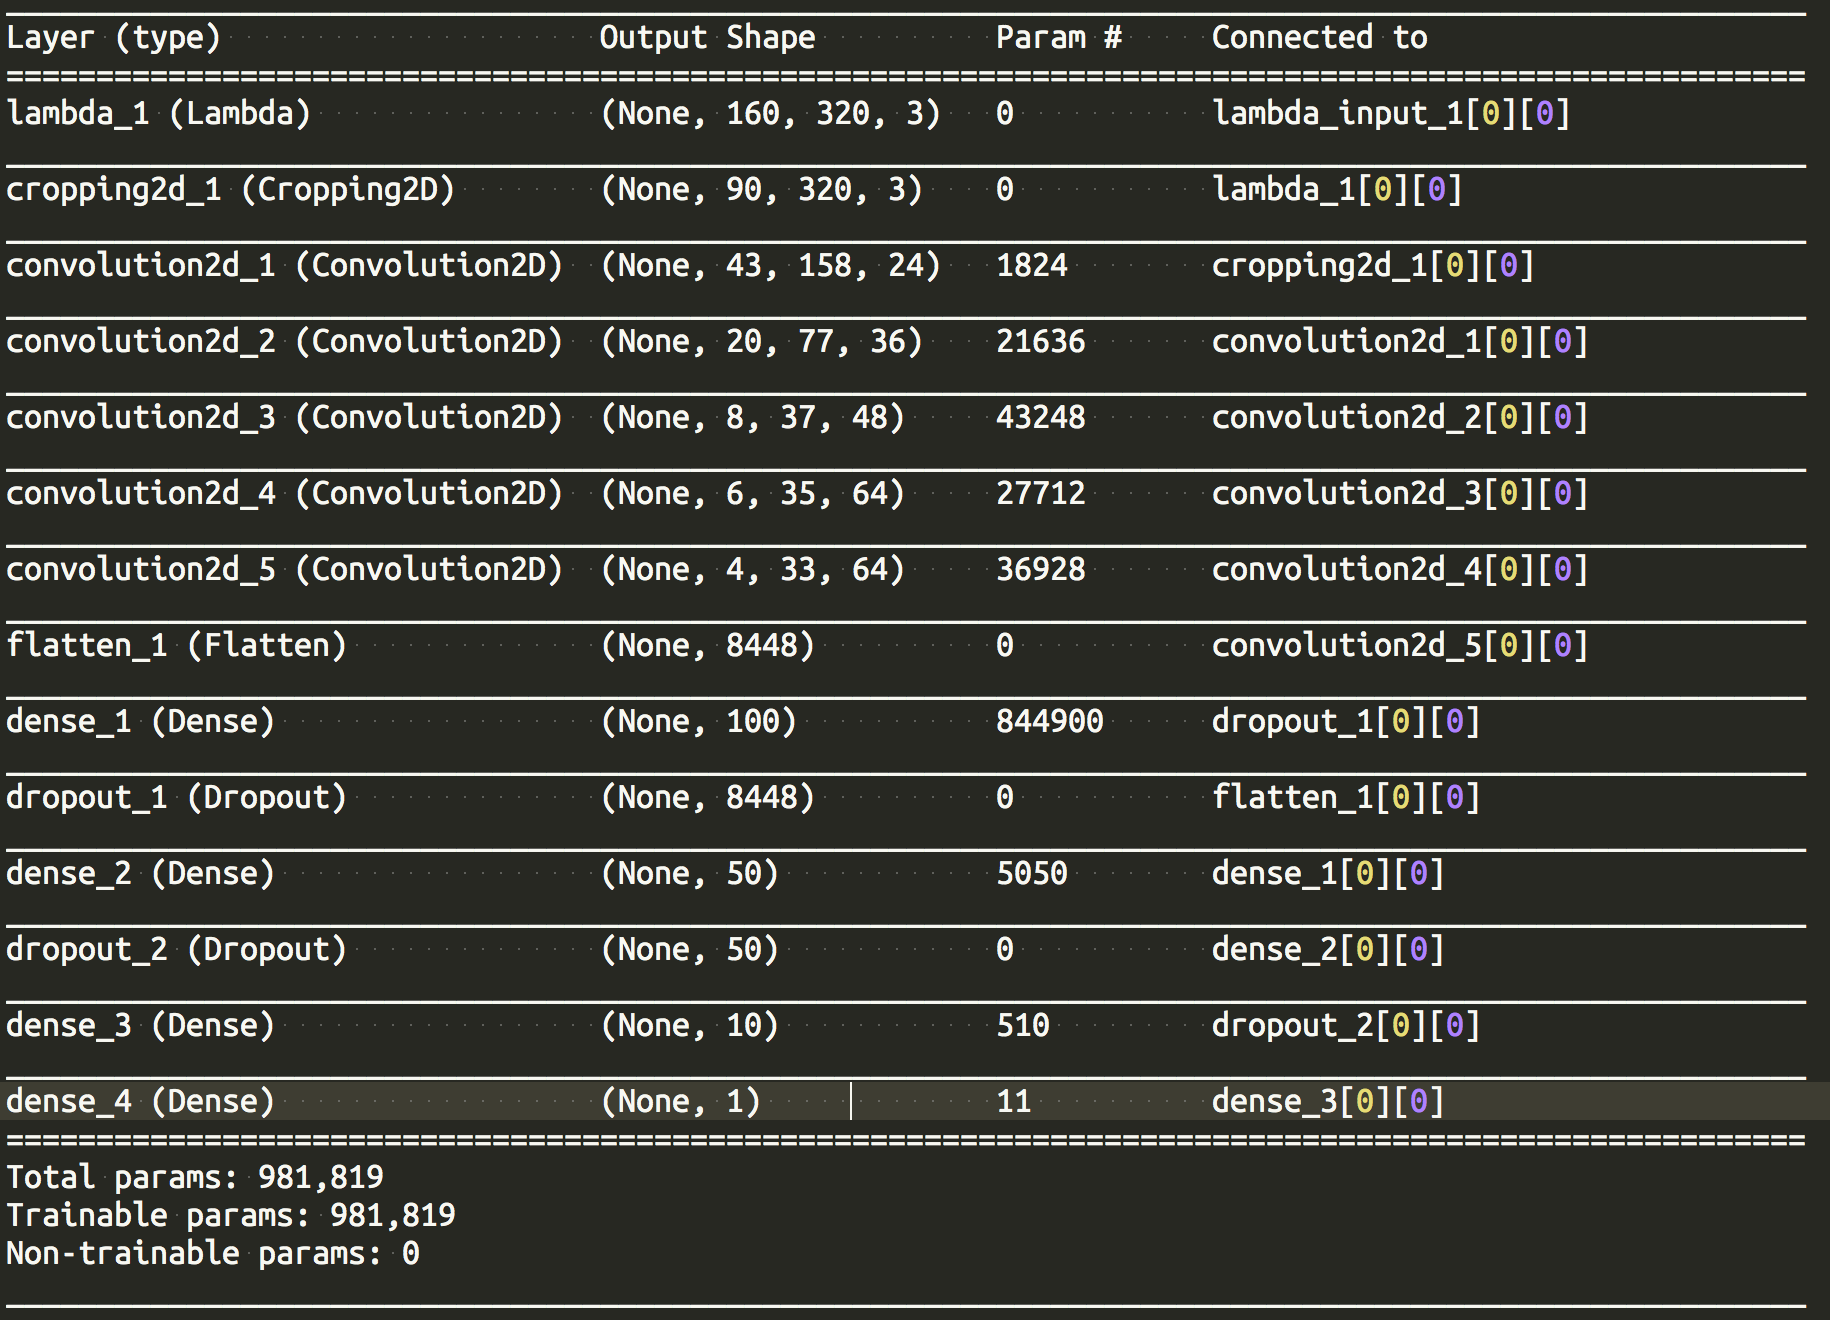 Layer (type) Output Shape Param # Connected to
====================================================================================================
lambda_1 (Lambda) (None, 160, 320, 3) 0 lambda_input_1[0][0]
cropping2d_1 (Cropping2D) (None, 90, 320, 3) 0 lambda_1[0][0]
convolution2d_1 (Convolution2D) (None, 43, 158, 24) 1824 cropping2d_1[0][0]
convolution2d_2 (Convolution2D) (None, 20, 77, 36) 21636 convolution2d_1[0][0]
convolution2d_3 (Convolution2D) (None, 8, 37, 48) 43248 convolution2d_2[0][0]
convolution2d_4 (Convolution2D) (None, 6, 35, 64) 27712 convolution2d_3[0][0]
convolution2d_5 (Convolution2D) (None, 4, 33, 64) 36928 convolution2d_4[0][0]
flatten_1 (Flatten) (None, 8448) 0 convolution2d_5[0][0]
dense_1 (Dense) (None, 100) 844900 dropout_1[0][0]
dropout_1 (Dropout) (None, 8448) 0 flatten_1[0][0]
dense_2 (Dense) (None, 50) 5050 dense_1[0][0]
dropout_2 (Dropout) (None, 50) 0 dense_2[0][0]
dense_3 (Dense) (None, 10) 510 dropout_2[0][0]
dense_4 (Dense) (None, 1) 11 dense_3[0][0]
====================================================================================================
Total params: 981,819
Trainable params: 981,819
Non-trainable params: 0